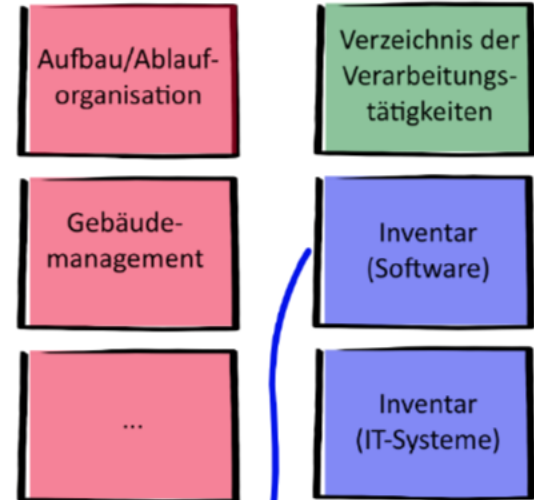 Aufbau/Ablauf-
organisation
Verzeichnis der
Verarbeitungs-
tätigkeiten
Gebäude-
management
Inventar
(Software)
...
Inventar
(IT-Systeme)